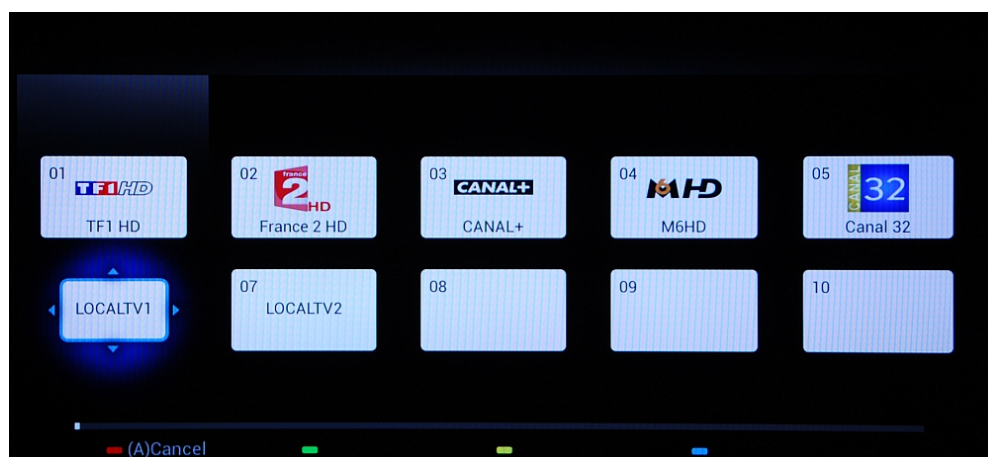 01
TF1 HD
TF1 HD
02
france
2
HD
France 2 HD
03
CANAL+
CANAL+
04
M6 HD
M6HD
05
CANAL
32
Canal 32
LOCALTV1
07
LOCALTV2
08
09
10
(A)Cancel